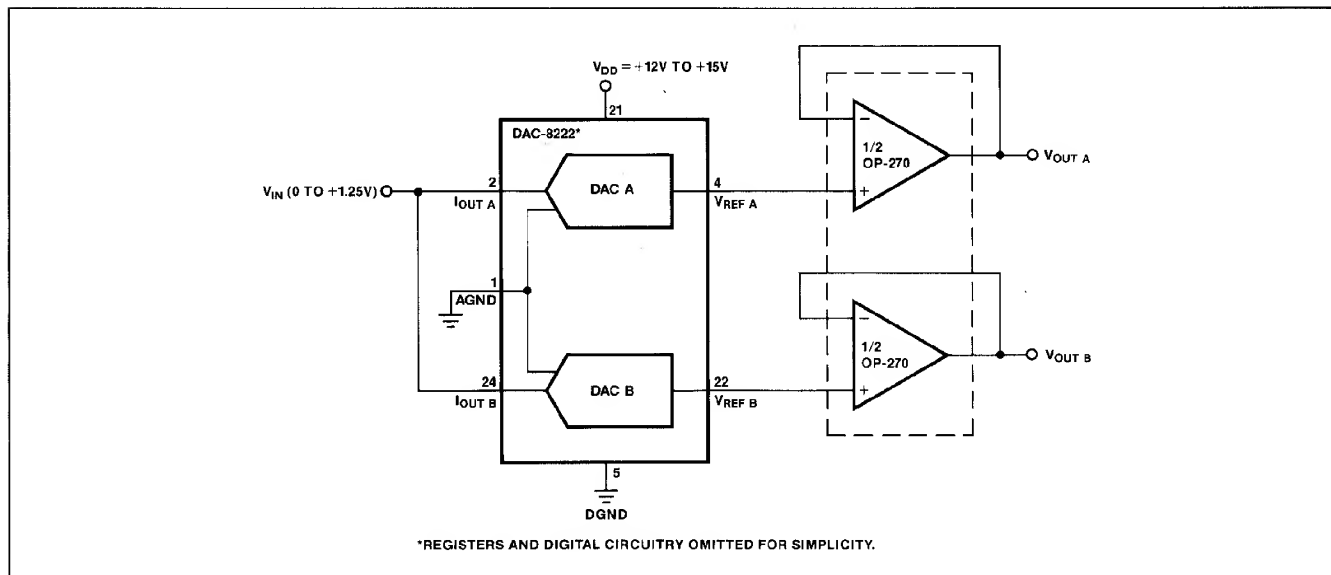 V_DD = +12V TO +15V
21
DAC-8222*
DAC A
2
I_OUT A
4
V_REF A
V_IN (0 TO +1.25V)
1
AGND
DAC B
24
I_OUT B
22
V_REF B
5
DGND
−
1/2
OP-270
+
V_OUT A
−
1/2
OP-270
+
V_OUT B
*REGISTERS AND DIGITAL CIRCUITRY OMITTED FOR SIMPLICITY.